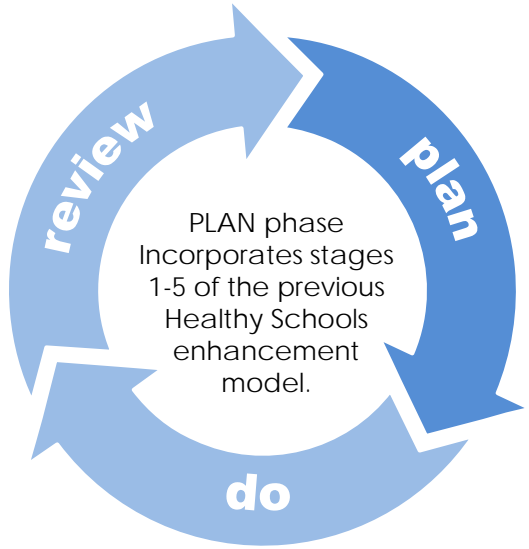 review
plan
PLAN phase
Incorporates stages
1-5 of the previous
Healthy Schools
enhancement
model.
do